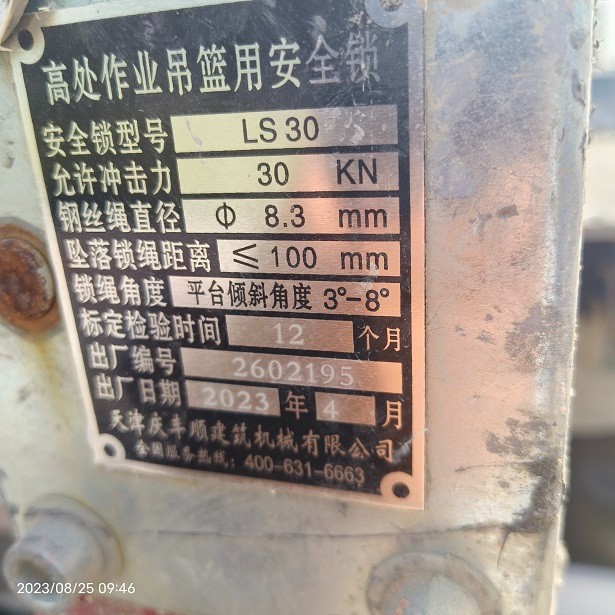 高处作业吊篮用安全锁
安全锁型号 LS 30
允许冲击力 30 KN
钢丝绳直径 Φ 8.3 mm
坠落锁绳距离 ≤100 mm
锁绳角度 平台倾斜角度 3°-8°
标定检验时间 12 个月
出厂编号 2602195
出厂日期 2023 年 4 月
天津庆丰顺建筑机械有限公司
全国服务热线：400-631-6663
2023/08/25 09:46